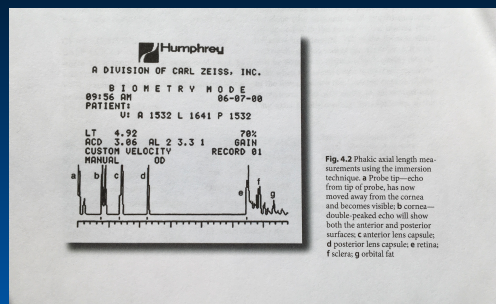 Humphrey
A DIVISION OF CARL ZEISS, INC.
BIOMETRY MODE
09:56 AM 06-07-00
PATIENT:
V: A 1532 L 1641 P 1532
LT 4.92 70%
ACD 3.06 AL 2 3.3 1 GAIN
CUSTOM VELOCITY RECORD 01
MANUAL OD
a b c d e f g
Fig. 4.2 Phakic axial length mea-
surements using the immersion
technique. a Probe tip—echo
from tip of probe, has now
moved away from the cornea
and becomes visible; b cornea—
double-peaked echo will show
both the anterior and posterior
surfaces; c anterior lens capsule;
d posterior lens capsule; e retina;
f sclera; g orbital fat